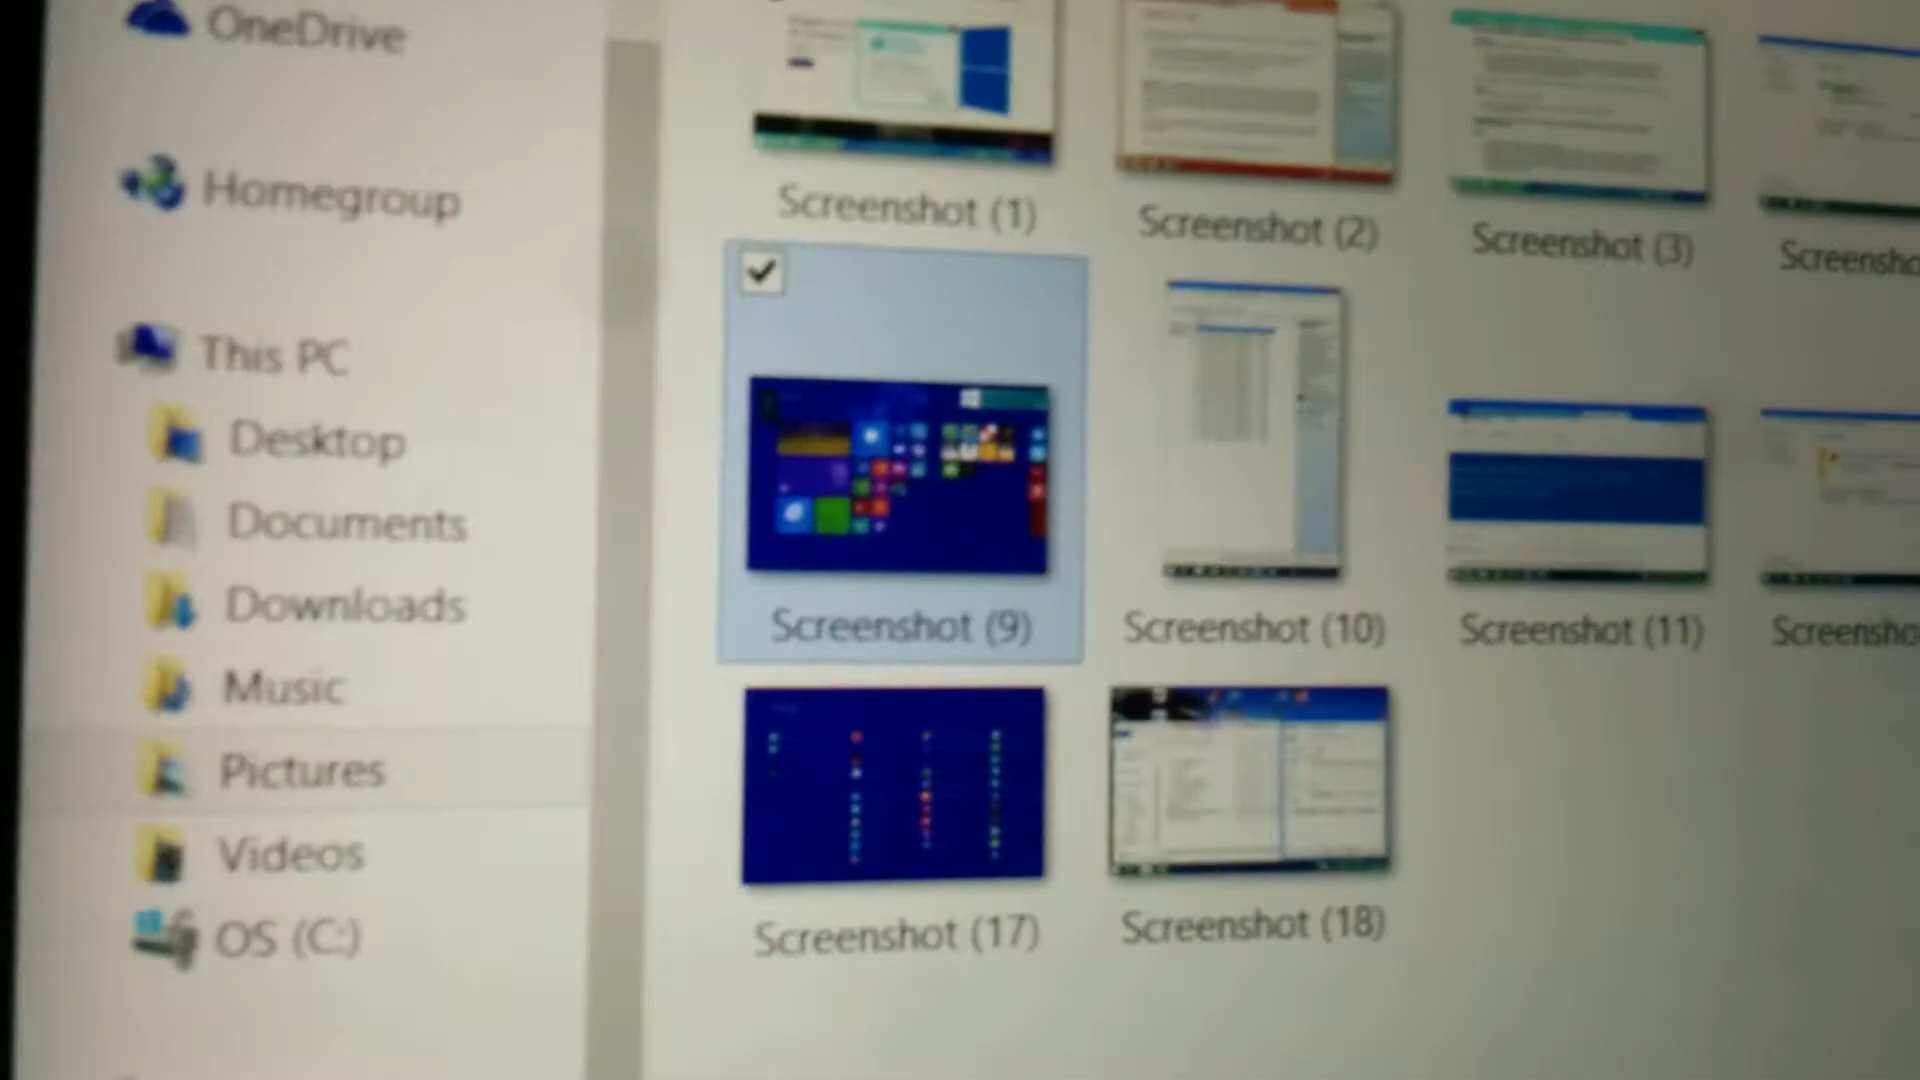 OneDrive
Homegroup
This PC
Desktop
Documents
Downloads
Music
Pictures
Videos
OS (C:)
Screenshot (1)
Screenshot (2)
Screenshot (3)
Screensho
Screenshot (9)
Screenshot (10)
Screenshot (11)
Screensho
Screenshot (17)
Screenshot (18)